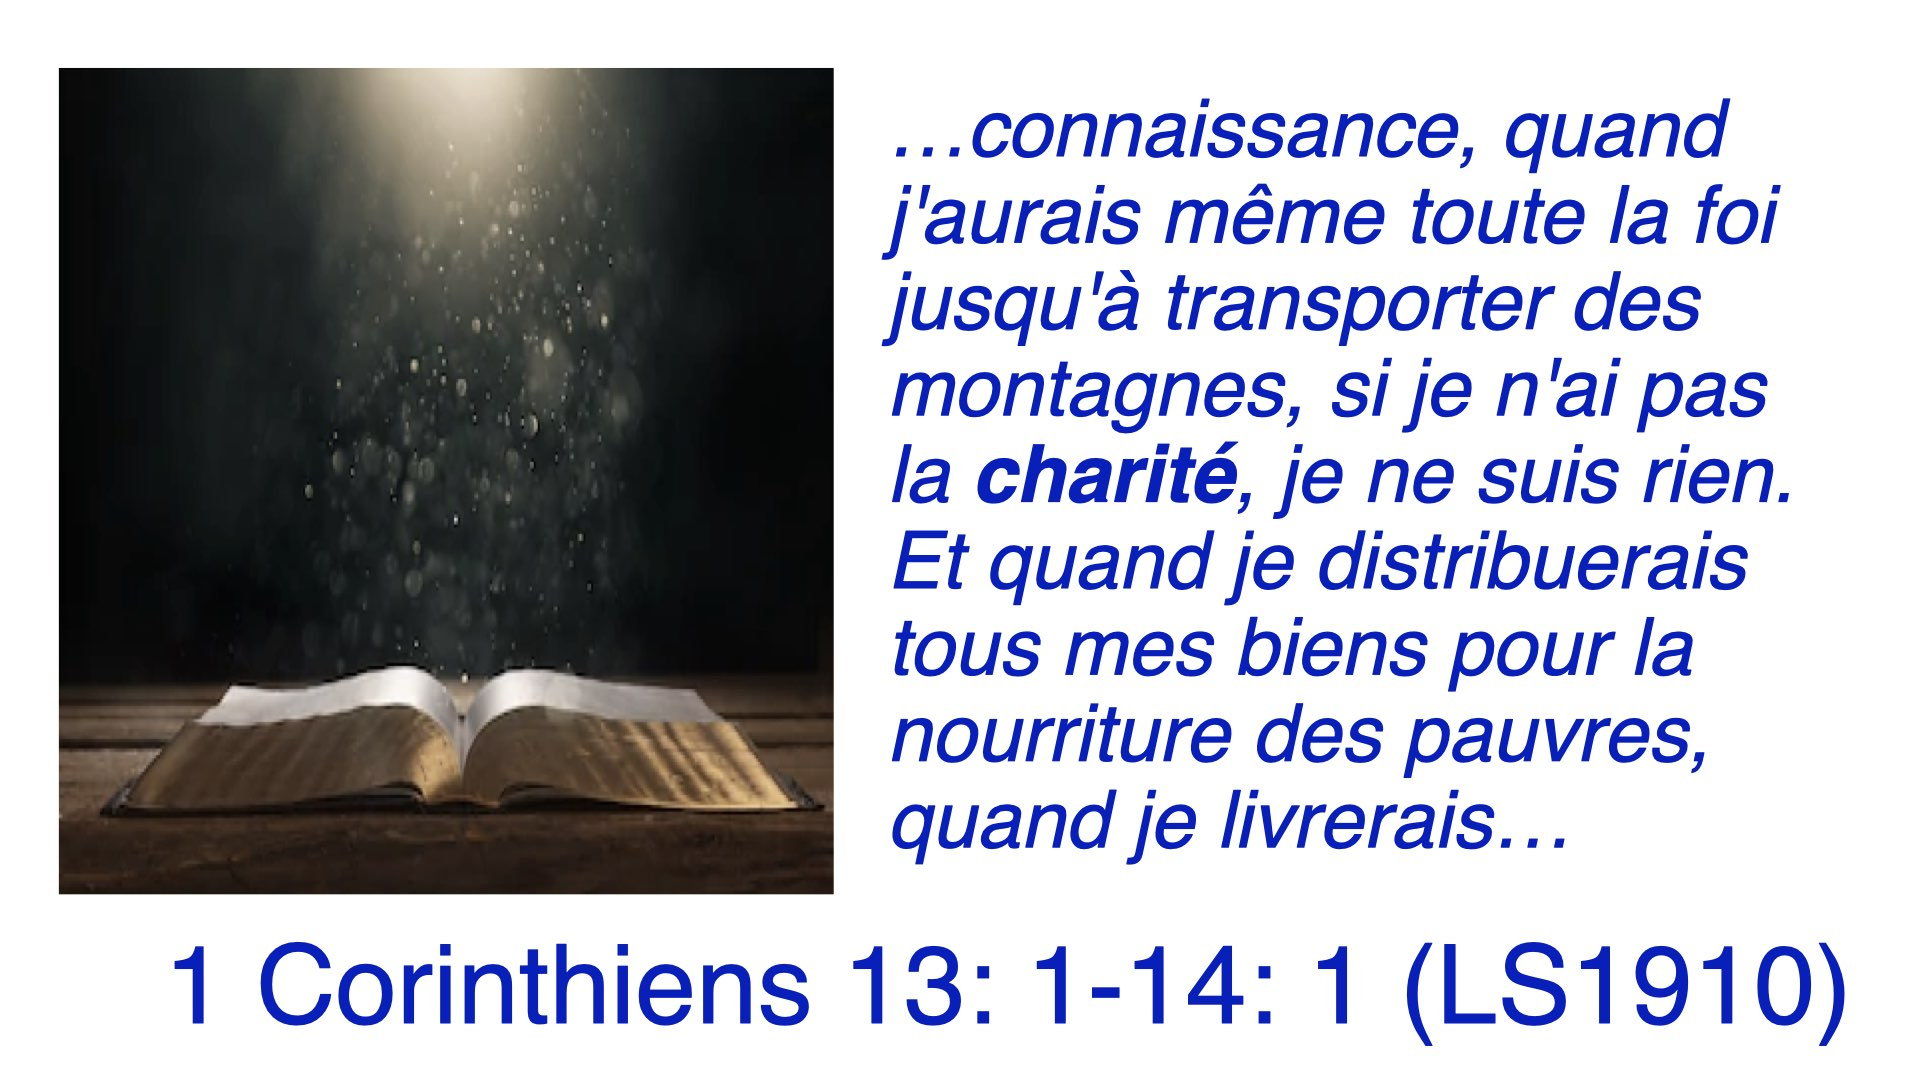 …connaissance, quand
j'aurais même toute la foi
jusqu'à transporter des
montagnes, si je n'ai pas
la charité, je ne suis rien.
Et quand je distribuerais
tous mes biens pour la
nourriture des pauvres,
quand je livrerais…
1 Corinthiens 13: 1-14: 1 (LS1910)